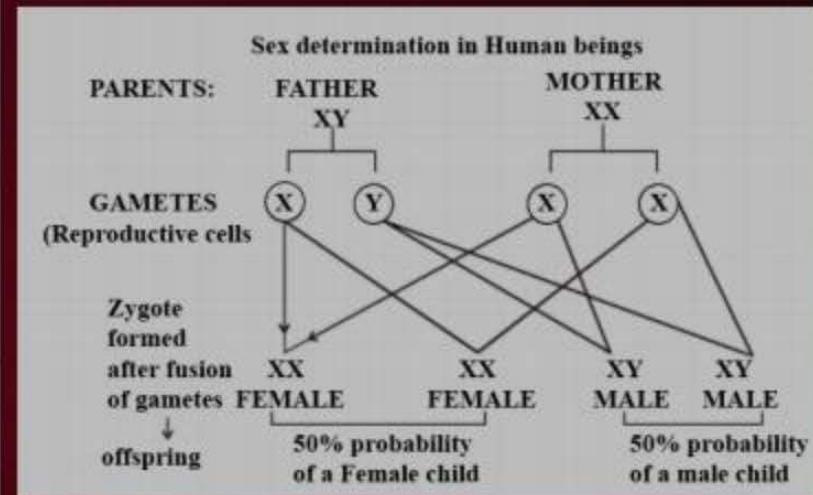 Sex determination in Human beings
PARENTS: FATHER MOTHER
XY XX
GAMETES X Y X X
(Reproductive cells
Zygote
formed
after fusion XX XX XY XY
of gametes FEMALE FEMALE MALE MALE
↓
offspring
50% probability 50% probability
of a Female child of a male child